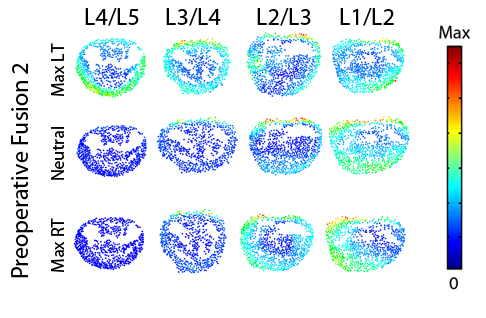 L4/L5 L3/L4 L2/L3 L1/L2
Max
Preoperative Fusion 2
Max LT
Neutral
Max RT
0